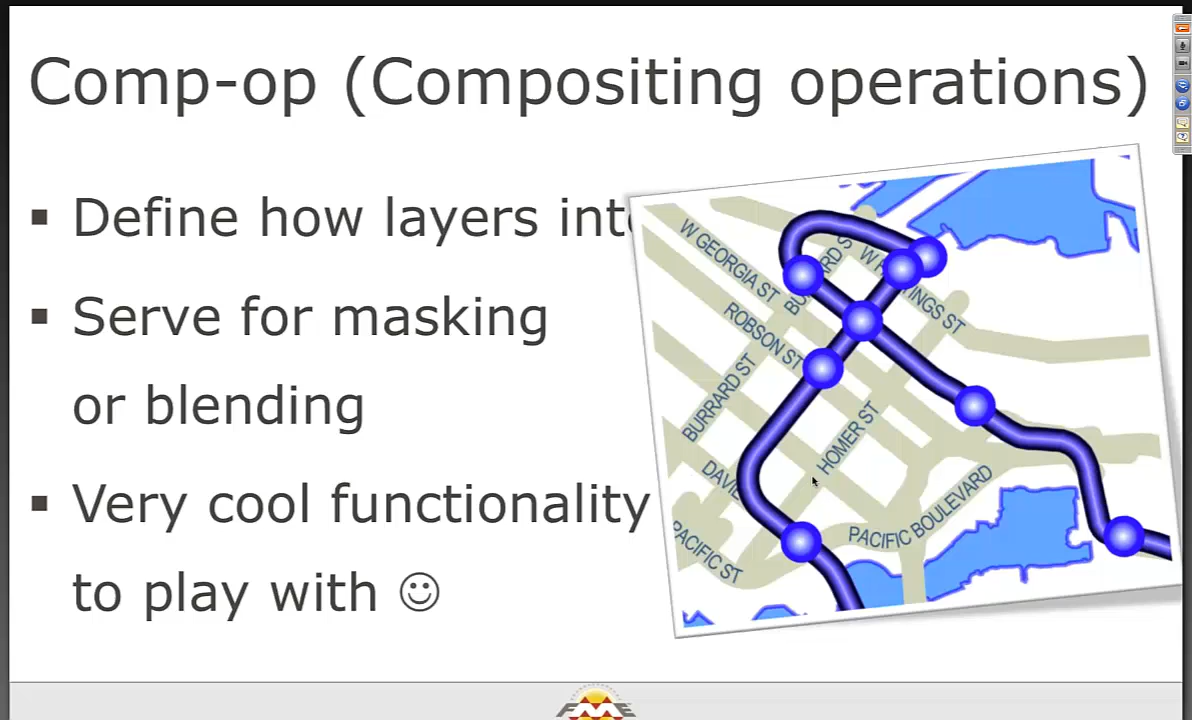 Comp-op (Compositing operations)
▪ Define how layers
▪ Serve for masking
or blending
▪ Very cool functionality
to play with ☺
W GEORGIA ST
ROBSON ST
BURRARD ST
HOMER ST
PACIFIC BOULEVARD
PACIFIC ST
FME